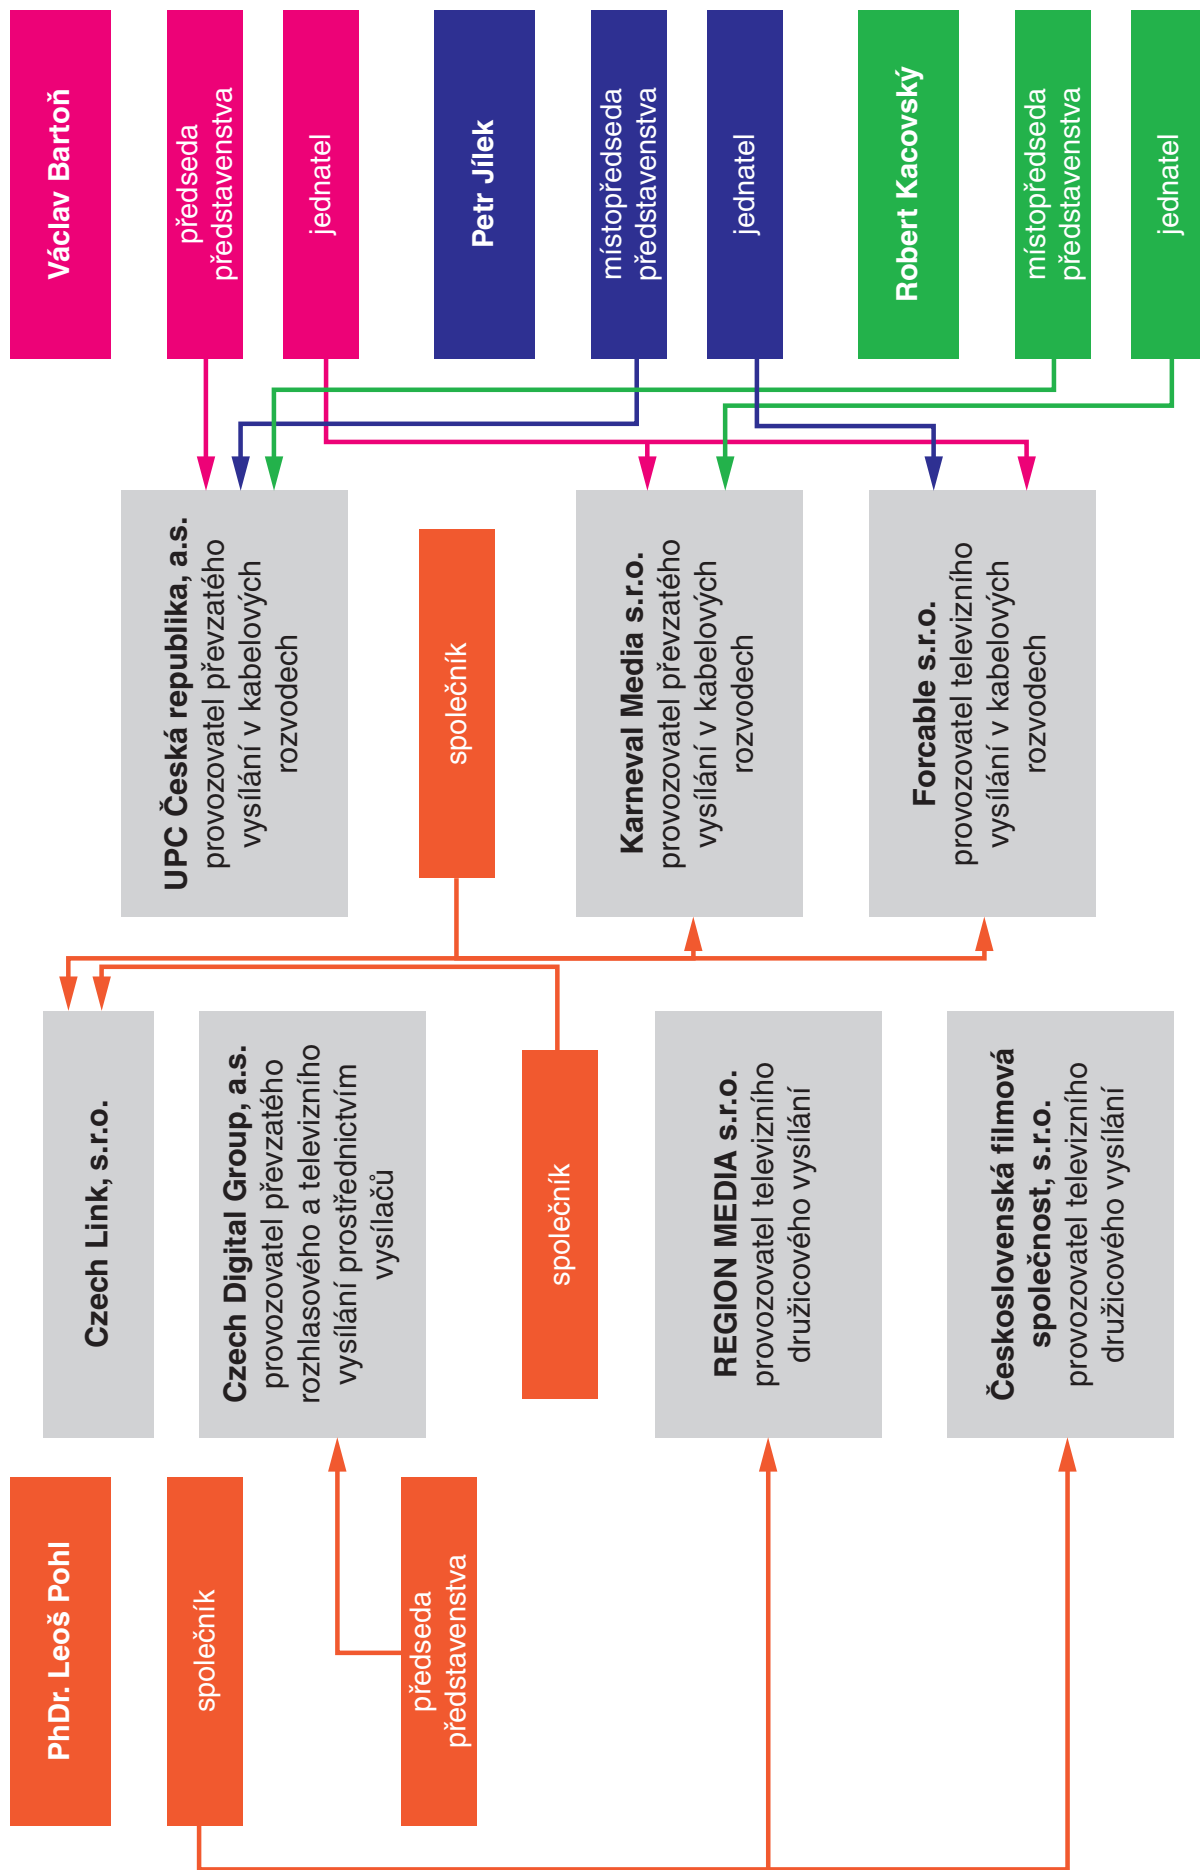 PhDr. Leoš Pohl
společník
předseda
představenstva
Czech Link, s.r.o.
Czech Digital Group, a.s.
provozovatel převzatého
rozhlasového a televizního
vysílání prostřednictvím
vysílačů
společník
REGION MEDIA s.r.o.
provozovatel televizního
družicového vysílání
Československá filmová
společnost, s.r.o.
provozovatel televizního
družicového vysílání
UPC Česká republika, a.s.
provozovatel převzatého
vysílání v kabelových
rozvodech
společník
Karneval Media s.r.o.
provozovatel převzatého
vysílání v kabelových
rozvodech
Forcable s.r.o.
provozovatel televizního
vysílání v kabelových
rozvodech
Václav Bartoň
předseda
představenstva
jednatel
Petr Jílek
místopředseda
představenstva
jednatel
Robert Kacovský
místopředseda
představenstva
jednatel